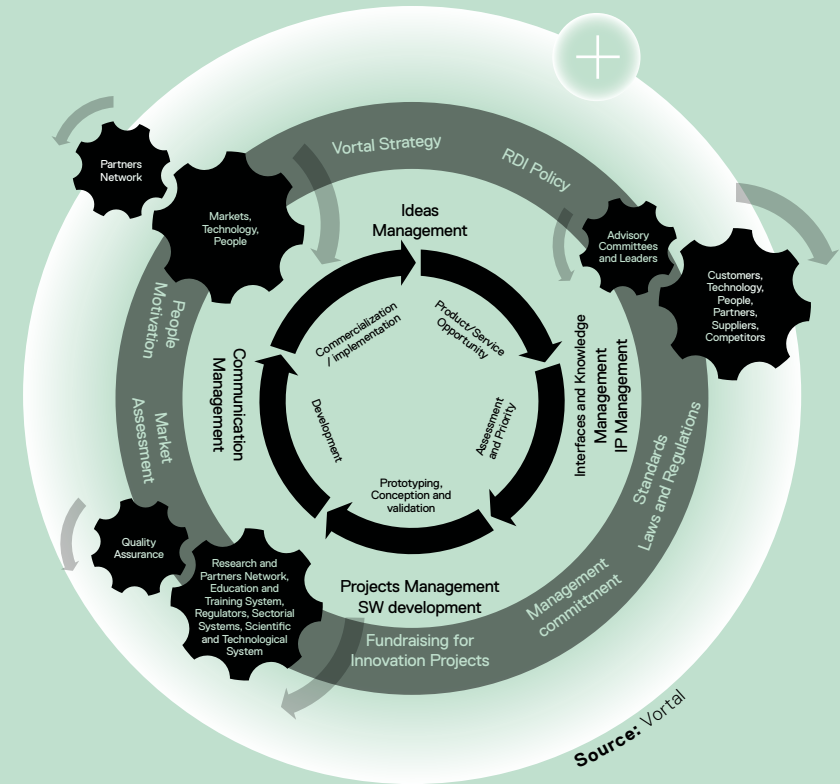 Vortal Strategy
RDI Policy
Partners
Network
Markets,
Technology,
People
Ideas
Management
Advisory
Committees
and Leaders
Customers,
Technology,
People,
Partners,
Suppliers,
Competitors
People
Motivation
Commercialization
/ implementation
Product/Service
Opportunity
Communication
Management
Interfaces and Knowledge
Management
IP Management
Market
Assessment
Development
Assessment
and Priority
Prototyping,
Conception and
validation
Standards
Laws and Regulations
Quality
Assurance
Research and
Partners Network,
Education and
Training System,
Regulators, Sectorial
Systems, Scientific
and Technological
System
Projects Management
SW development
Management
committment
Fundraising for
Innovation Projects
Source: Vortal